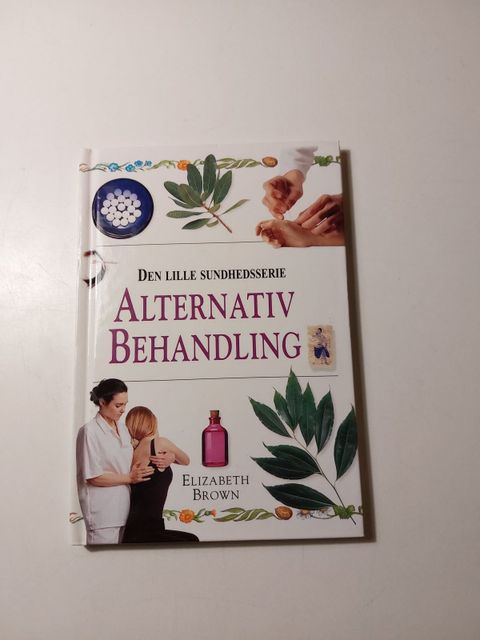 DEN LILLE SUNDHEDSSERIE
ALTERNATIV
BEHANDLING
ELIZABETH
BROWN